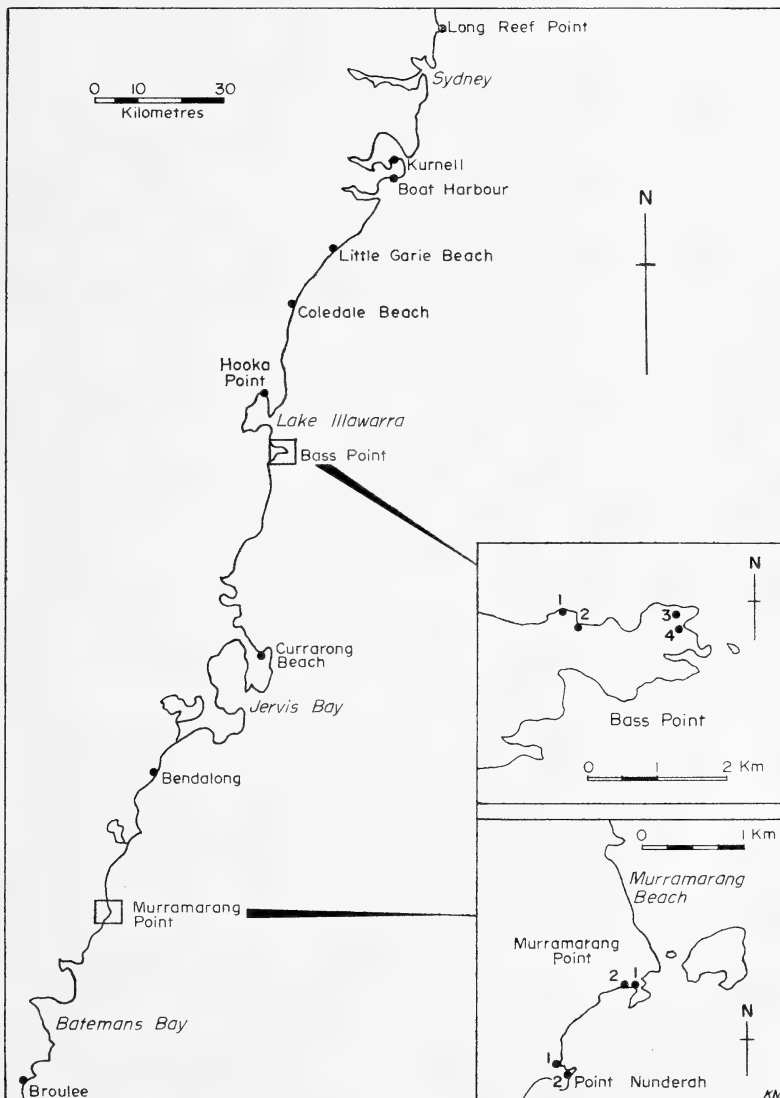 Long Reef Point
Sydney
0 10 30
Kilometres
Kurnell
Boat Harbour
N
Little Garie Beach
Coledale Beach
Hooka
Point
Lake Illawarra
Bass Point
Currarong
Beach
Jervis Bay
Bendalong
Murramarang
Point
Batemans Bay
Broulee
N
1
2
3
4
Bass Point
0 1 2 Km
0 1 Km
Murramarang
Beach
Murramarang
Point
2 1
N
1
2 Point Nunderah
KM